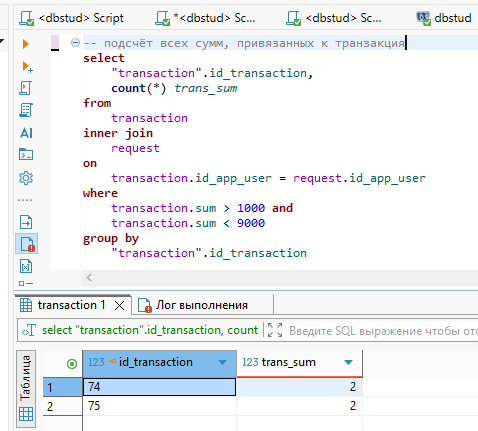 <dbstud> Script
*<dbstud> Sc...
<dbstud> Sc...
dbstud
-- подсчёт всех сумм, привязанных к транзакция
select
"transaction".id_transaction,
count(*) trans_sum
from
transaction
inner join
request
on
transaction.id_app_user = request.id_app_user
where
transaction.sum > 1000 and
transaction.sum < 9000
group by
"transaction".id_transaction
AI
transaction 1
Лог выполнения
select "transaction".id_transaction, count
Введите SQL выражение чтобы от
Таблица
123 id_transaction
123 trans_sum
1 74 2
2 75 2